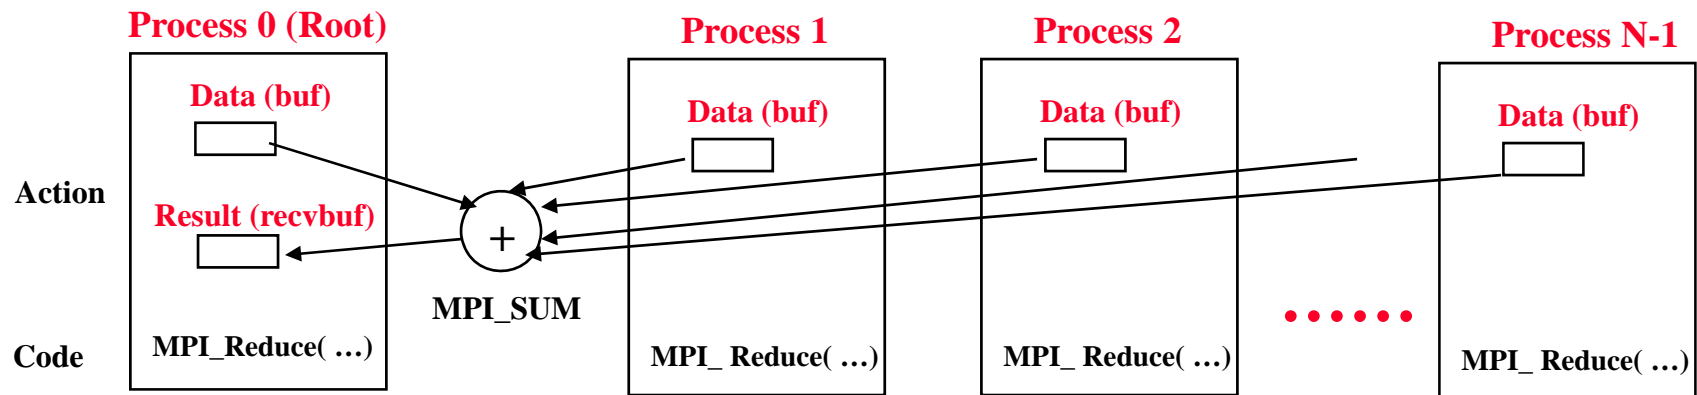 Process 0 (Root)
Process 1
Process 2
Process N-1
Data (buf)
Data (buf)
Data (buf)
Data (buf)
Action
Result (recvbuf)
+
MPI_SUM
......
Code
MPI_Reduce( …)
MPI_ Reduce( …)
MPI_ Reduce( …)
MPI_ Reduce( …)